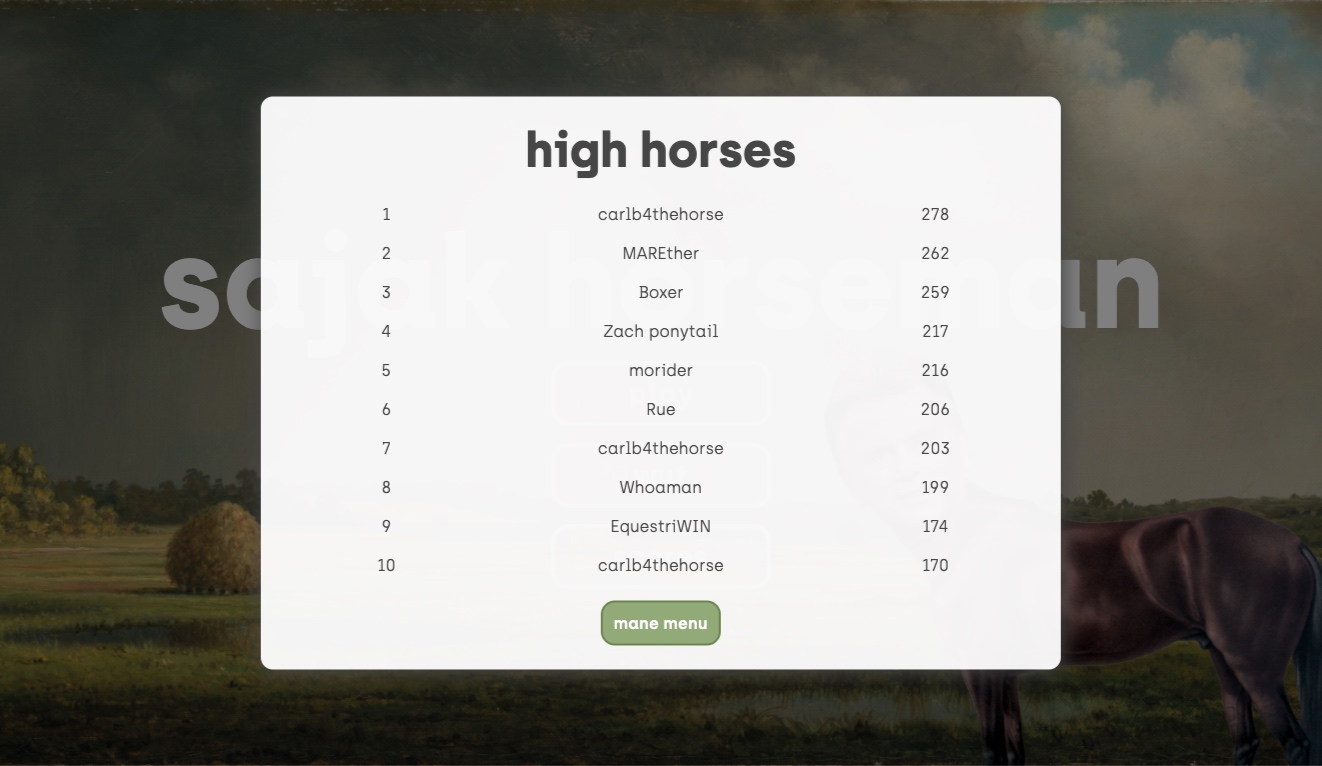 high horses
1 carlb4thehorse 278
2 MAREther 262
sajak horseman
3 Boxer 259
4 Zach ponytail 217
5 morider 216
play
6 Rue 206
7 carlb4thehorse 203
8 Whoaman 199
9 EquestriWIN 174
10 carlb4thehorse 170
mane menu